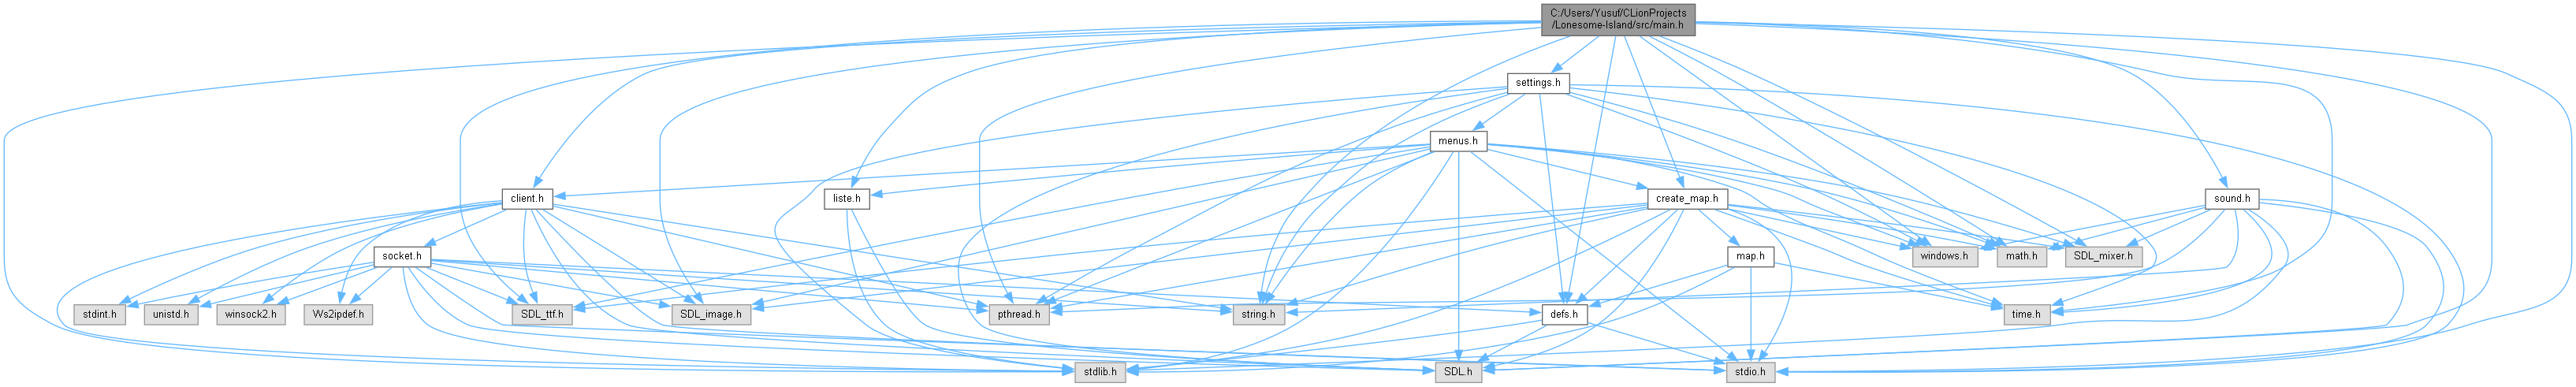 C:/Users/Yusuf/CLionProjects
/Lonesome-Island/src/main.h
settings.h
menus.h
client.h
liste.h
create_map.h
sound.h
socket.h
map.h
windows.h
math.h
SDL_mixer.h
stdint.h
unistd.h
winsock2.h
Ws2ipdef.h
SDL_ttf.h
SDL_image.h
pthread.h
string.h
defs.h
time.h
stdlib.h
SDL.h
stdio.h